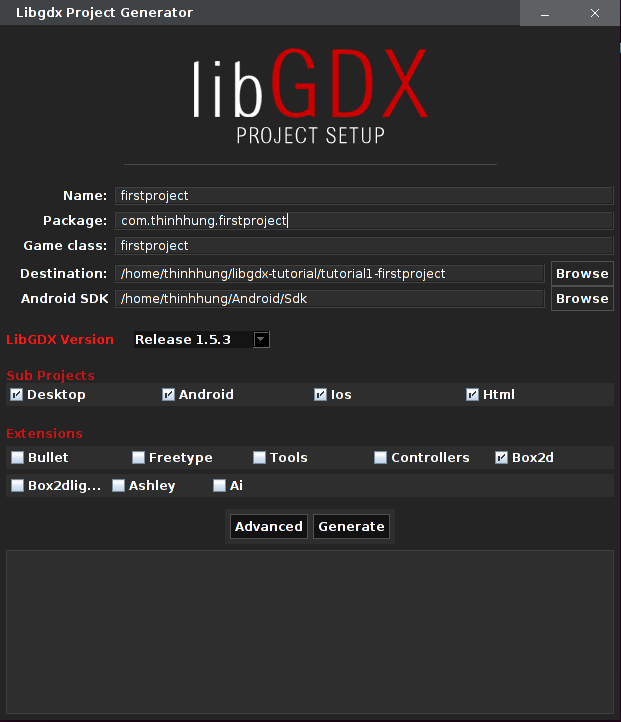 Libgdx Project Generator
libGDX
PROJECT SETUP
Name: firstproject
Package: com.thinhhung.firstproject
Game class: firstproject
Destination: /home/thinhhung/libgdx-tutorial/tutorial1-firstproject Browse
Android SDK /home/thinhhung/Android/Sdk Browse
LibGDX Version Release 1.5.3
Sub Projects
Desktop Android Ios Html
Extensions
Bullet Freetype Tools Controllers Box2d
Box2dlig... Ashley Ai
Advanced Generate